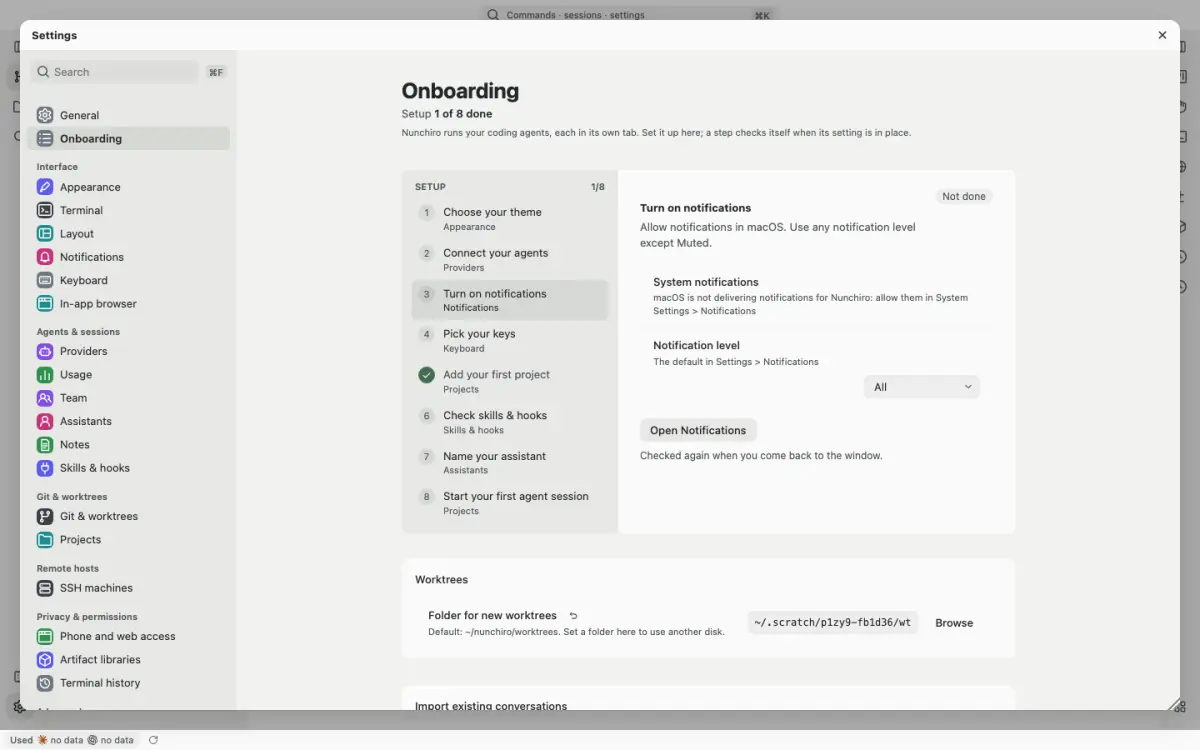 Commands · sessions · settings
⌘K
Settings
Search
⌘F
General
Onboarding
Interface
Appearance
Terminal
Layout
Notifications
Keyboard
In-app browser
Agents & sessions
Providers
Usage
Team
Assistants
Notes
Skills & hooks
Git & worktrees
Git & worktrees
Projects
Remote hosts
SSH machines
Privacy & permissions
Phone and web access
Artifact libraries
Terminal history
Onboarding
Setup 1 of 8 done
Nunchiro runs your coding agents, each in its own tab. Set it up here; a step checks itself when its setting is in place.
SETUP 1/8
1 Choose your theme
Appearance
2 Connect your agents
Providers
3 Turn on notifications
Notifications
4 Pick your keys
Keyboard
Add your first project
Projects
6 Check skills & hooks
Skills & hooks
7 Name your assistant
Assistants
8 Start your first agent session
Projects
Not done
Turn on notifications
Allow notifications in macOS. Use any notification level
except Muted.
System notifications
macOS is not delivering notifications for Nunchiro: allow them in System
Settings > Notifications
Notification level
The default in Settings > Notifications
All
Open Notifications
Checked again when you come back to the window.
Worktrees
Folder for new worktrees
Default: ~/nunchiro/worktrees. Set a folder here to use another disk.
~/.scratch/p1zy9-fb1d36/wt
Browse
Import existing conversations
Used no data no data